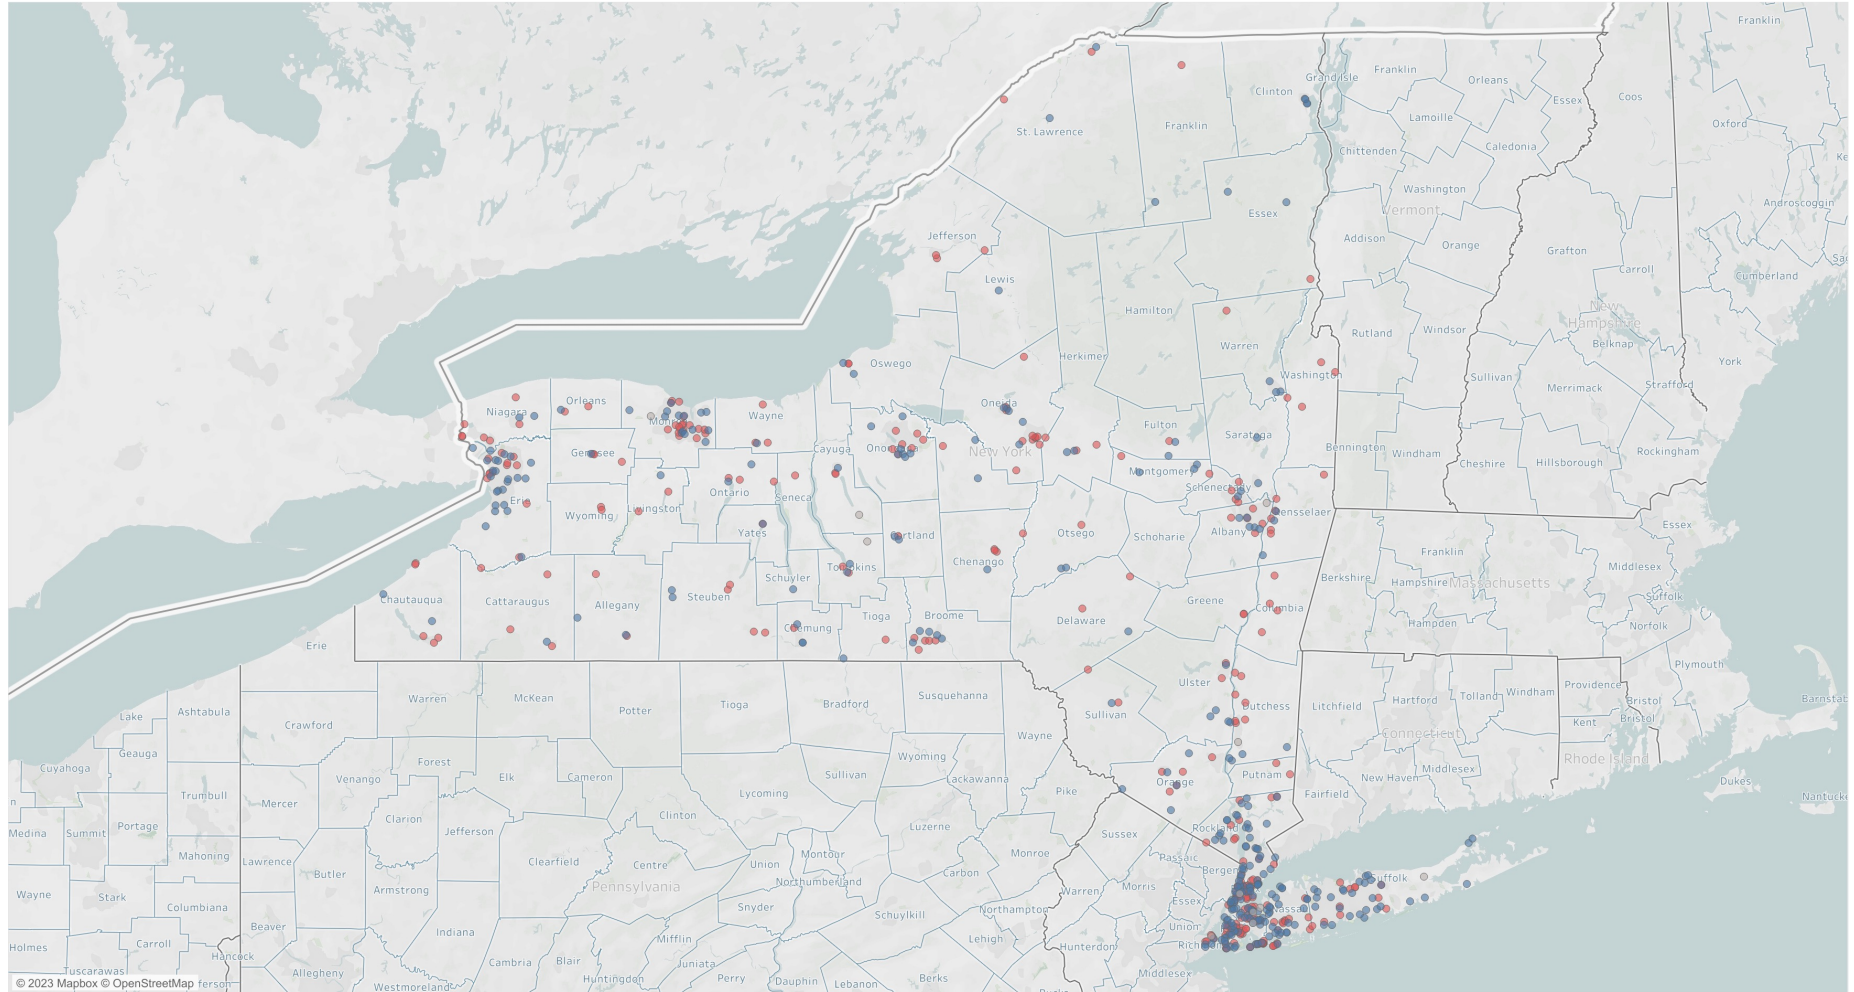 Franklin
Franklin
Grand Isle
Orleans
Clinton
Essex
Coos
St. Lawrence
Franklin
Lamoille
Oxford
Chittenden
Caledonia
Ke
Washington
Vermont
Androscoggin
Essex
Jefferson
Addison
Orange
Grafton
Sa
Carroll
Cumberland
Lewis
Hamilton
New
Hampshire
Rutland
Windsor
Belknap
Warren
Herkimer
Oswego
York
Washington
Sullivan
Merrimack
Strafford
Orleans
Niagara
Oneida
Wayne
Fulton
Saratoga
Bennington
Cayuga
New York
Windham
Rockingham
Genesee
Cheshire
Hillsborough
Montgomery
Schenectady
Ontario
Seneca
Erie
Livingston
Wyoming
Essex
Yates
Otsego
Albany
Schoharie
Franklin
Chenango
Middlesex
Schuyler
Berkshire
Hampshire
Massachusetts
Suffolk
Steuben
Chautauqua
Cattaraugus
Allegany
Greene
Columbia
Tioga
Broome
Delaware
Hampden
Norfolk
Erie
Plymouth
Ulster
Warren
McKean
Potter
Tioga
Bradford
Susquehanna
Litchfield
Hartford
Tolland
Windham
Providence
Bristol
Barnstab
Lake
Ashtabula
Sullivan
Dutchess
Crawford
Connecticut
Kent
Bristol
Wayne
Geauga
Wyoming
Rhode Island
Cuyahoga
Forest
Elk
Cameron
Sullivan
Lackawanna
Putnam
New Haven
Middlesex
Venango
Orange
Dukes
Trumbull
Lycoming
Pike
Fairfield
Nantucke
n
Mercer
Clarion
Clinton
Medina
Summit
Portage
Jefferson
Luzerne
Sussex
Rockland
Mahoning
Lawrence
Clearfield
Centre
Union
Montour
Monroe
Passaic
Butler
Pennsylvania
Northumberland
Carbon
Bergen
Suffolk
Wayne
Stark
Armstrong
Warren
Morris
Columbiana
Snyder
Schuylkill
Northampton
Essex
Nassau
Beaver
Indiana
Union
Holmes
Carroll
Mifflin
Lehigh
Hunterdon
Hancock
Cambria
Blair
Juniata
Tuscarawas
Allegheny
Huntingdon
Perry
Dauphin
Lebanon
Berks
Middlesex
© 2023 Mapbox © OpenStreetMap
Westmoreland